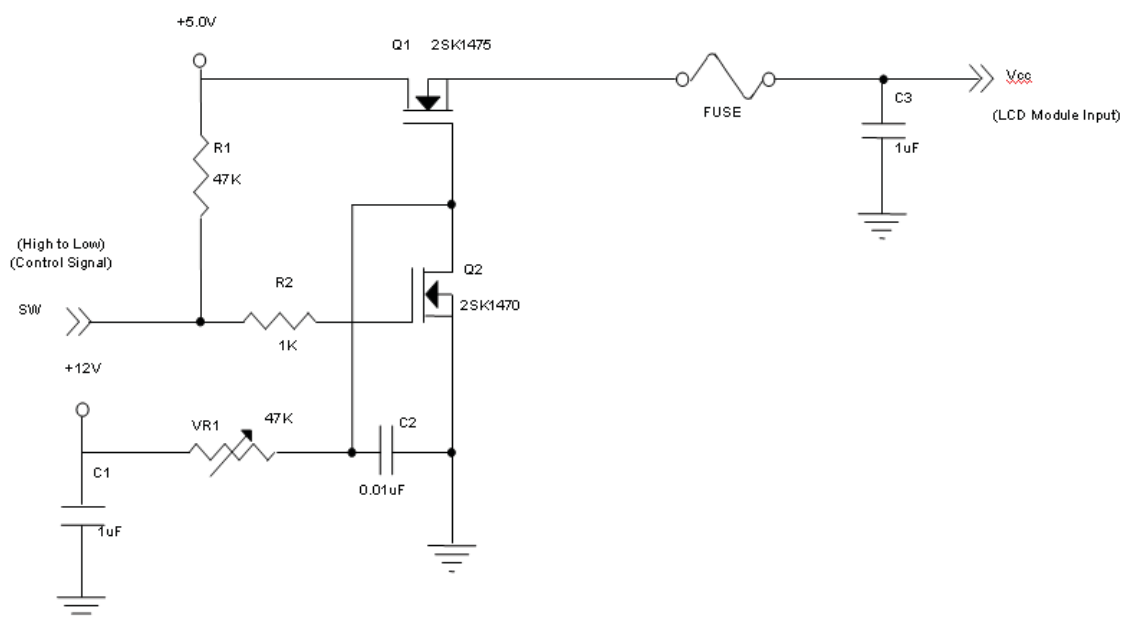 +5.0V
Q1 2SK1475
Vcc
C3
FUSE
(LCD Module Input)
R1
1uF
47K
(High to Low)
(Control Signal)
Q2
R2
SW
2SK1470
1K
+12V
VR1
47K
C2
C1
0.01uF
1uF